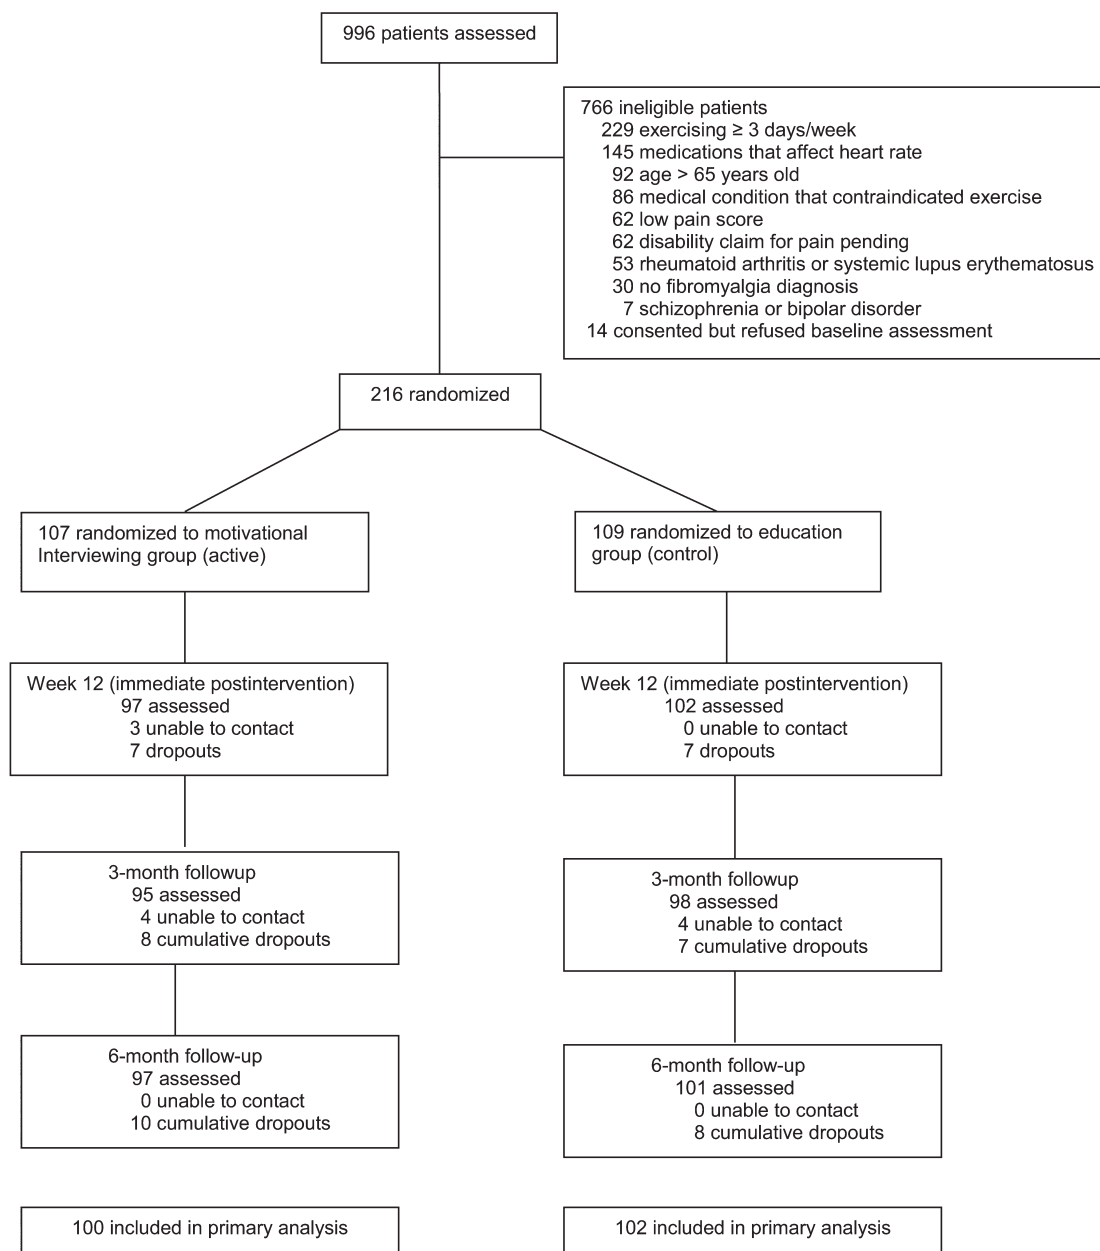 996 patients assessed
766 ineligible patients
229 exercising ≥ 3 days/week
145 medications that affect heart rate
92 age > 65 years old
86 medical condition that contraindicated exercise
62 low pain score
62 disability claim for pain pending
53 rheumatoid arthritis or systemic lupus erythematosus
30 no fibromyalgia diagnosis
7 schizophrenia or bipolar disorder
14 consented but refused baseline assessment
216 randomized
107 randomized to motivational
Interviewing group (active)
109 randomized to education
group (control)
Week 12 (immediate postintervention)
97 assessed
3 unable to contact
7 dropouts
Week 12 (immediate postintervention)
102 assessed
0 unable to contact
7 dropouts
3-month followup
95 assessed
4 unable to contact
8 cumulative dropouts
3-month followup
98 assessed
4 unable to contact
7 cumulative dropouts
6-month follow-up
97 assessed
0 unable to contact
10 cumulative dropouts
6-month follow-up
101 assessed
0 unable to contact
8 cumulative dropouts
100 included in primary analysis
102 included in primary analysis